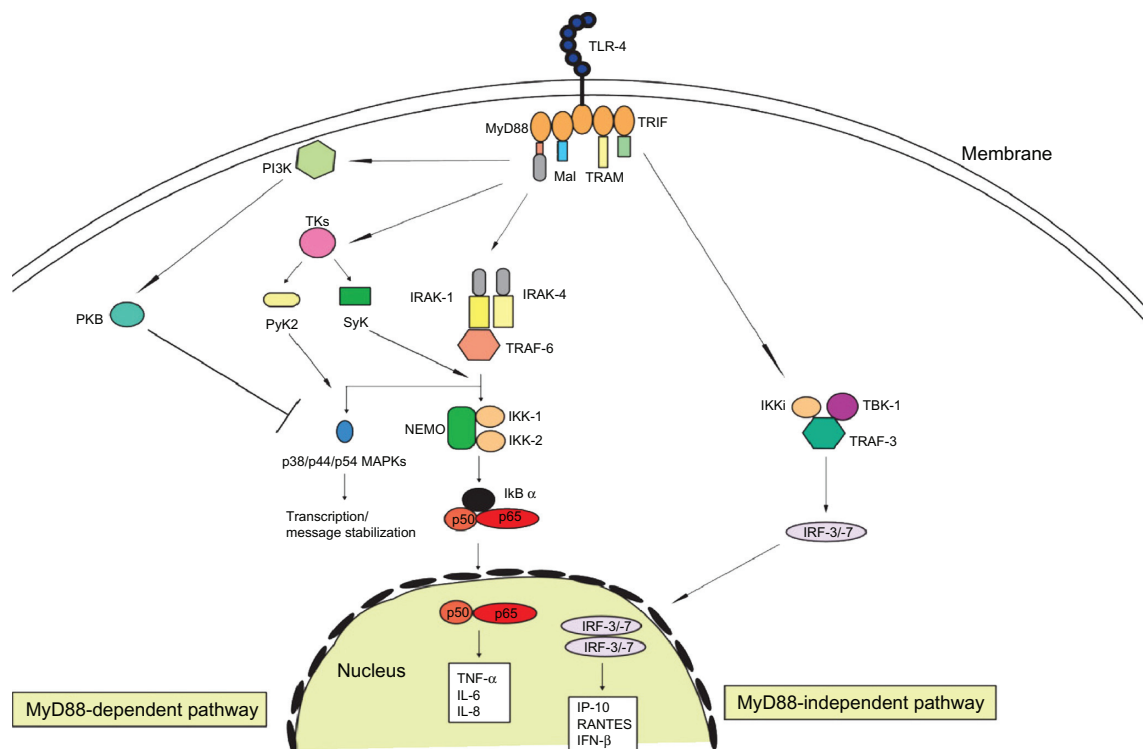 TLR-4
MyD88
TRIF
Mal
TRAM
Membrane
PI3K
TKs
PKB
PyK2
SyK
IRAK-1
IRAK-4
TRAF-6
NEMO
IKK-1
IKK-2
IKKi
TBK-1
TRAF-3
p38/p44/p54 MAPKs
Transcription/
message stabilization
IkB α
p50
p65
IRF-3/-7
p50
p65
IRF-3/-7
IRF-3/-7
Nucleus
TNF-α
IL-6
IL-8
IP-10
RANTES
IFN-β
MyD88-dependent pathway
MyD88-independent pathway